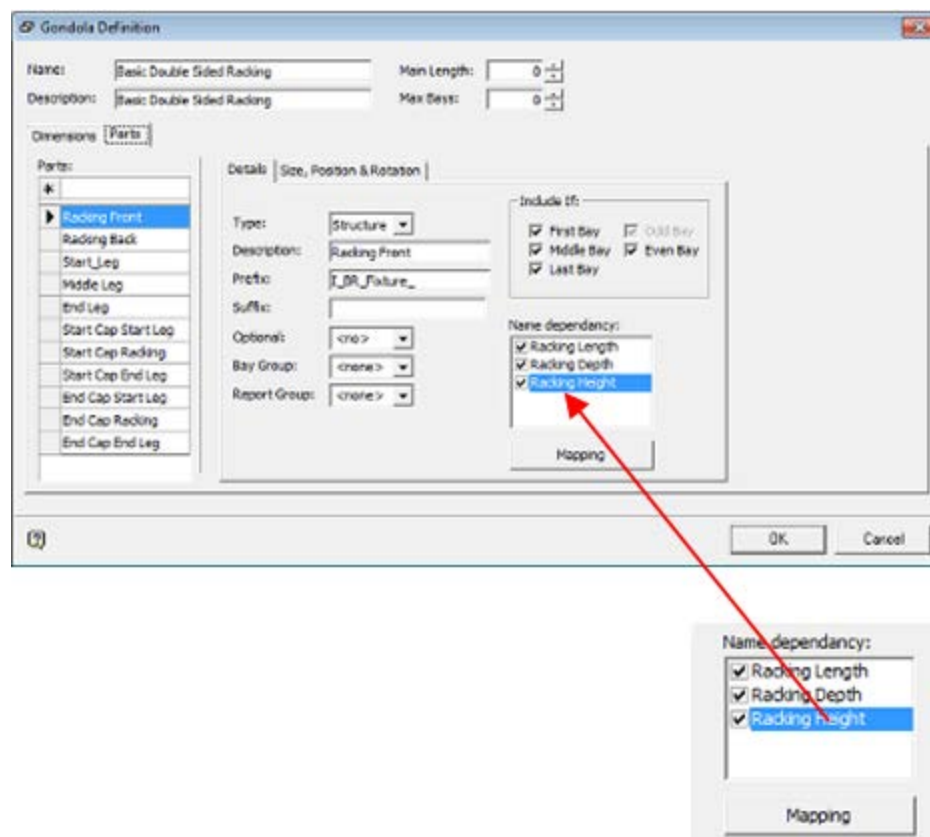 Gondola Definition
Name: Basic Double Sided Racking Main Length: 0
Description: Basic Double Sided Racking Max Bays: 0
Dimensions Parts
Parts:
Details Size, Position & Rotation
Racking Front
Racking Back
Start_Leg
Middle Leg
End Leg
Start Cap Start Leg
Start Cap Racking
Start Cap End Leg
End Cap Start Leg
End Cap Racking
End Cap End Leg
Type: Structure
Description: Racking Front
Prefix: I_BR_Fixture_
Suffix:
Optional: <no>
Bay Group: <none>
Report Group: <none>
Include If:
First Bay Odd Bay
Middle Bay Even Bay
Last Bay
Name dependancy:
Racking Length
Racking Depth
Racking Height
Mapping
OK Cancel
Name dependancy:
Racking Length
Racking Depth
Racking Height
Mapping